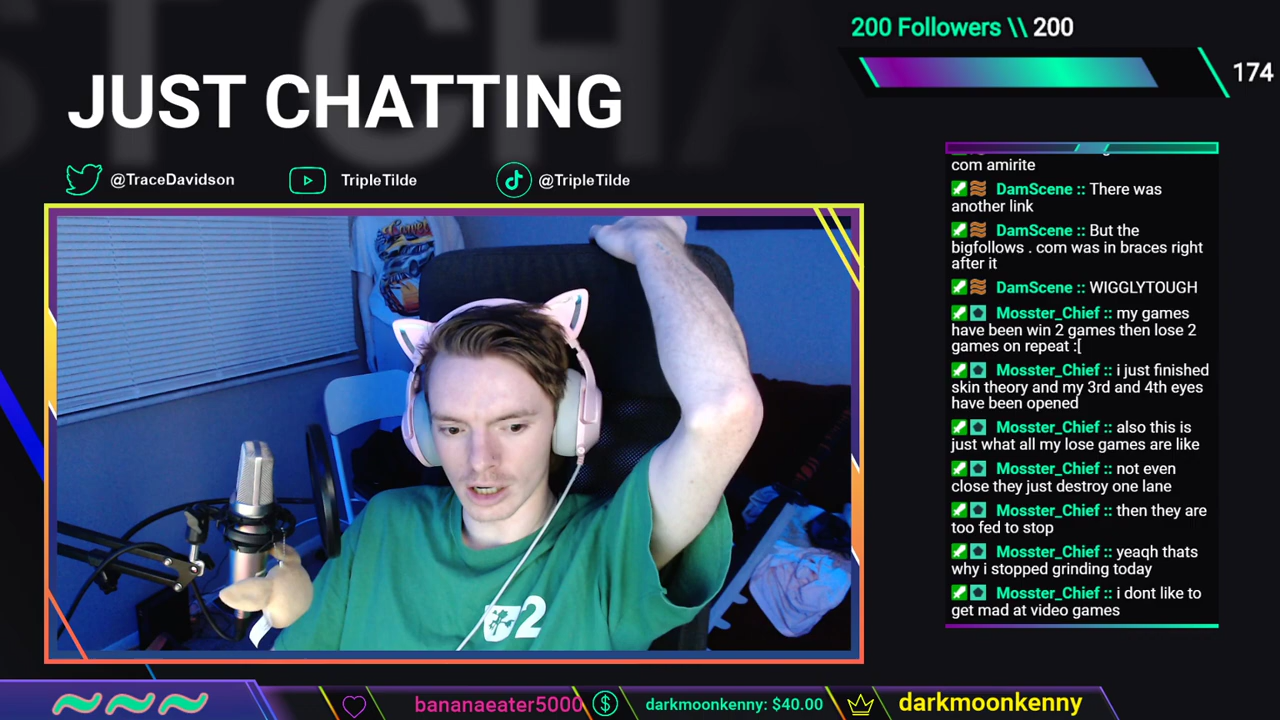 200 Followers \\ 200
174
JUST CHATTING
@TraceDavidson
TripleTilde
@TripleTilde
com amirite
DamScene :: There was
another link
DamScene :: But the
bigfollows . com was in braces right
after it
DamScene :: WIGGLYTOUGH
Mosster_Chief :: my games
have been win 2 games then lose 2
games on repeat :[
Mosster_Chief :: i just finished
skin theory and my 3rd and 4th eyes
have been opened
Mosster_Chief :: also this is
just what all my lose games are like
Mosster_Chief :: not even
close they just destroy one lane
Mosster_Chief :: then they are
too fed to stop
Mosster_Chief :: yeaqh thats
why i stopped grinding today
Mosster_Chief :: i dont like to
get mad at video games
2
bananaeater5000
darkmoonkenny: $40.00
darkmoonkenny